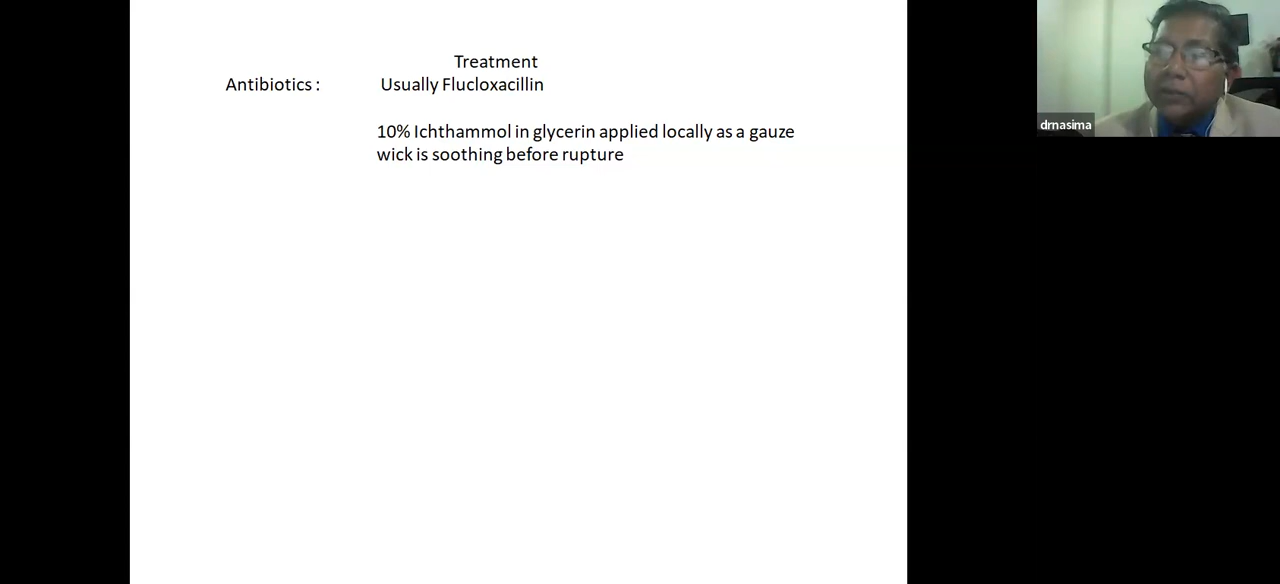 Treatment
Antibiotics : Usually Flucloxacillin
10% Ichthammol in glycerin applied locally as a gauze
wick is soothing before rupture
drnasima